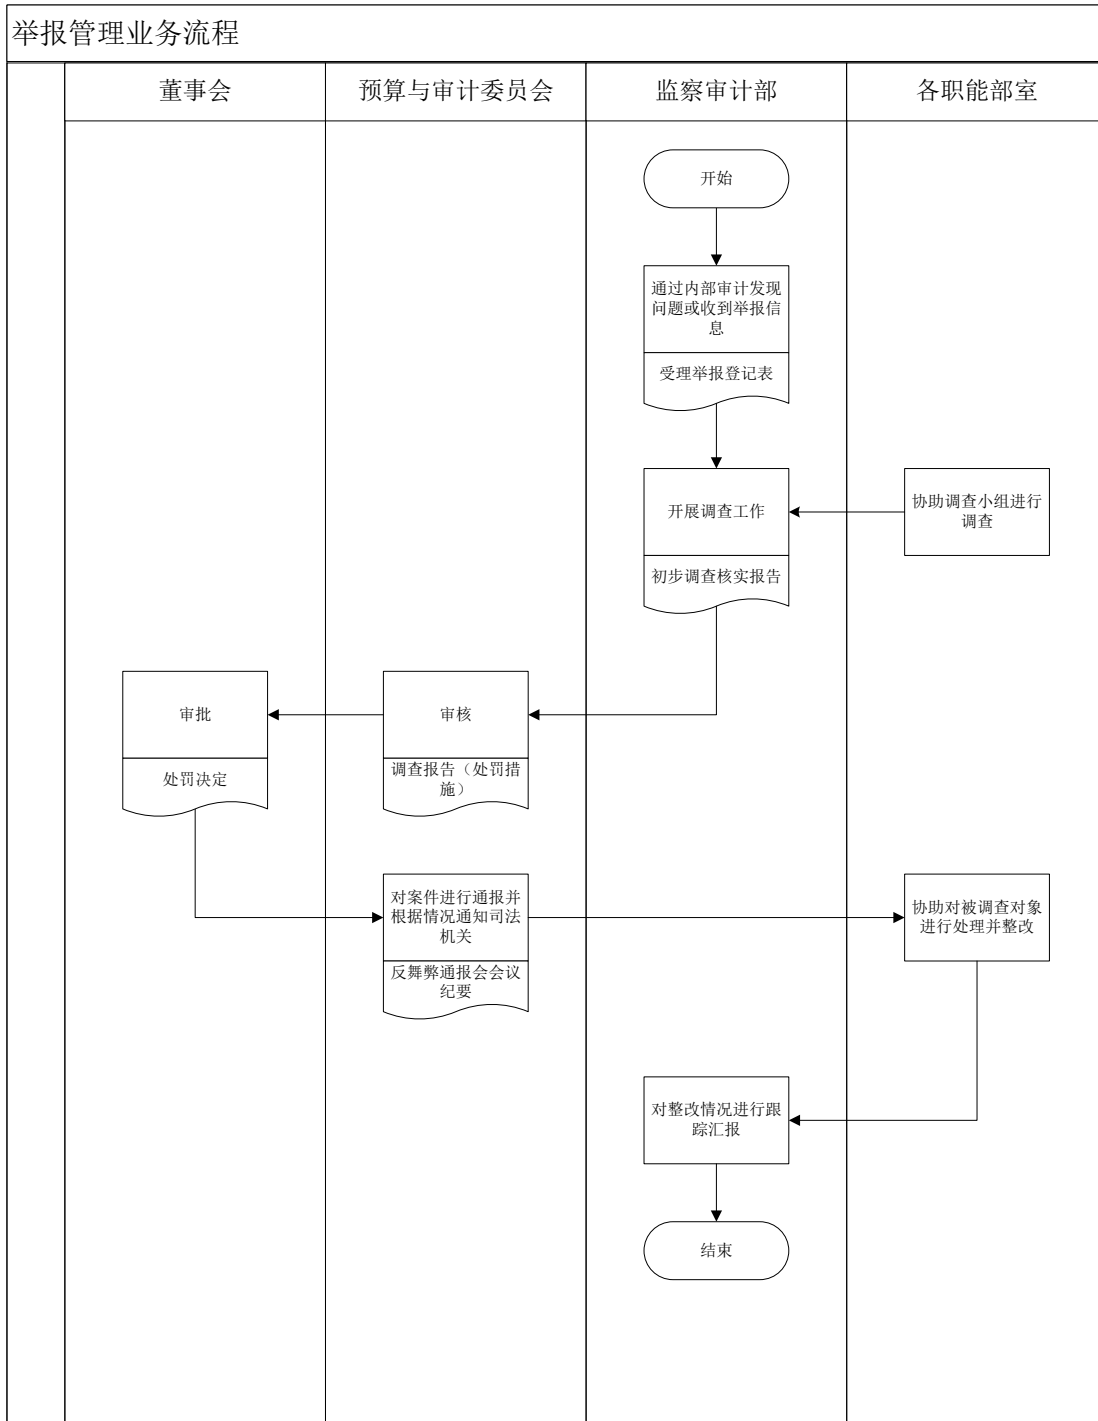 举报管理业务流程
董事会
预算与审计委员会
监察审计部
各职能部室
开始
通过内部审计发现
问题或收到举报信
息
受理举报登记表
开展调查工作
协助调查小组进行
调查
初步调查核实报告
审批
审核
处罚决定
调查报告（处罚措
施）
对案件进行通报并
根据情况通知司法
机关
协助对被调查对象
进行处理并整改
反舞弊通报会会议
纪要
对整改情况进行跟
踪汇报
结束